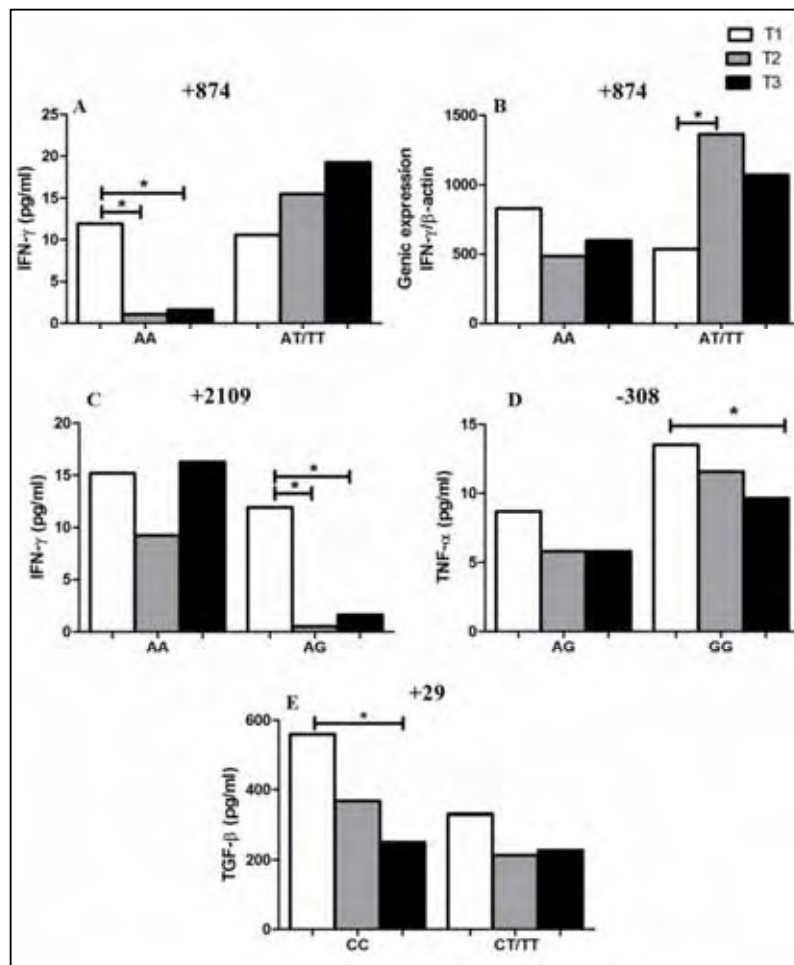 T1
T2
T3
A
+874
IFN-γ (pg/ml)
25
20
15
10
5
0
*
*
AA
AT/TT
B
+874
Genic expression
IFN-γ/β-actin
1500
1000
500
0
*
AA
AT/TT
C
+2109
IFN-γ (pg/ml)
20
15
10
5
0
*
*
AA
AG
D
-308
TNF-α (pg/ml)
15
10
5
0
*
AG
GG
E
+29
TGF-β (pg/ml)
600
400
200
0
*
CC
CT/TT